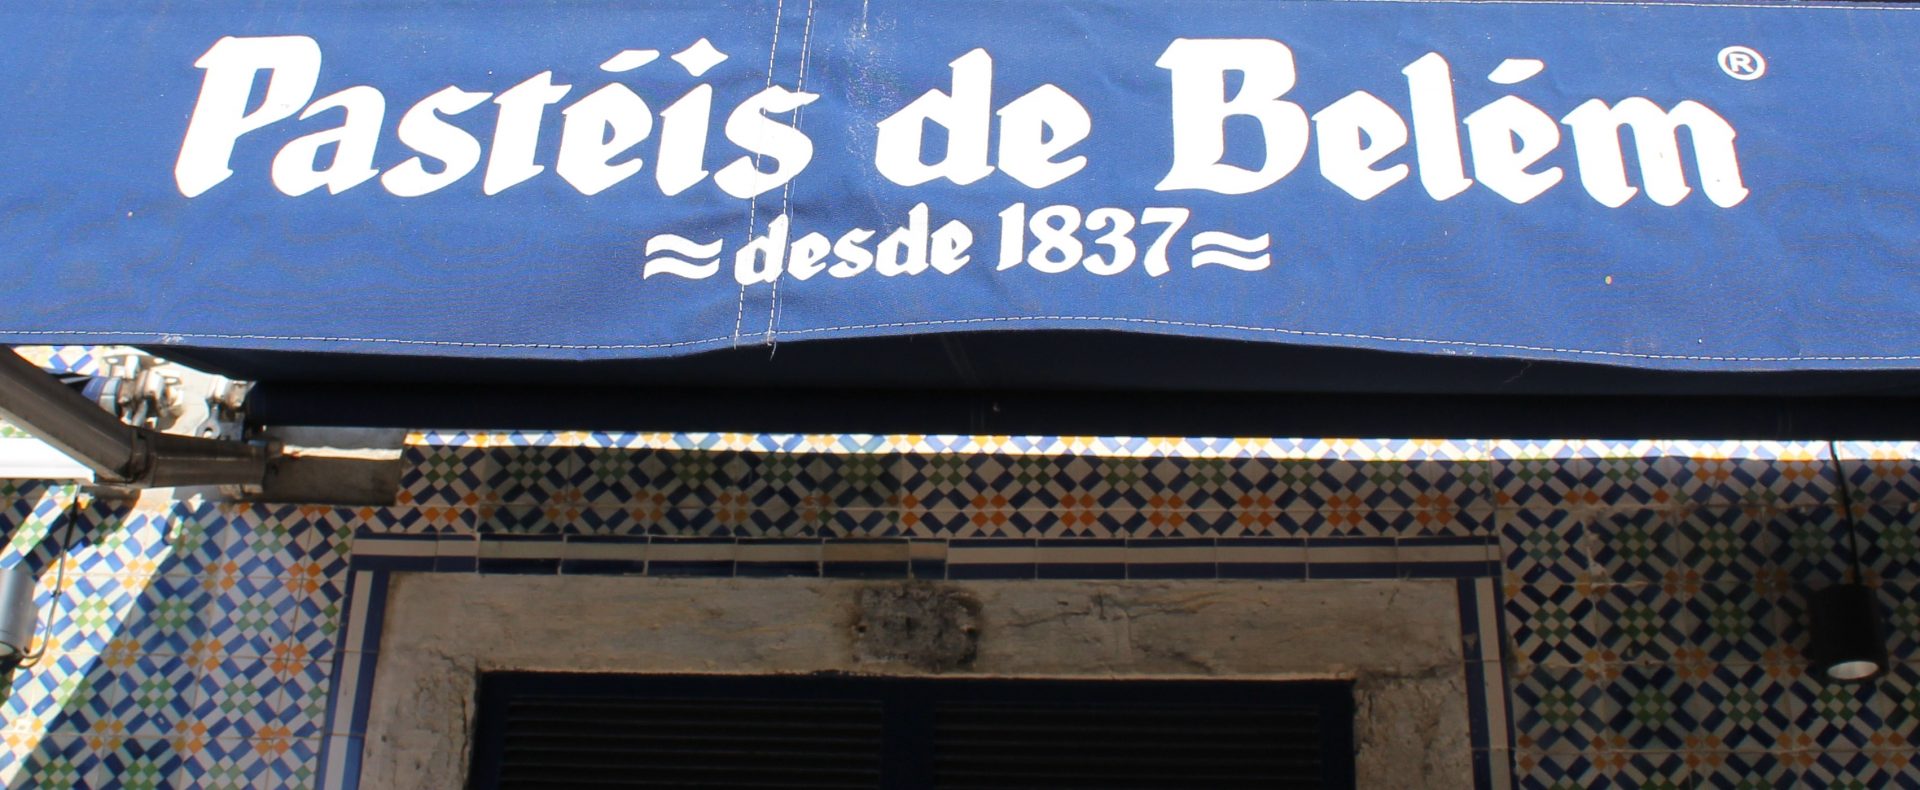 Pastéis de Belém®
≈desde 1837≈